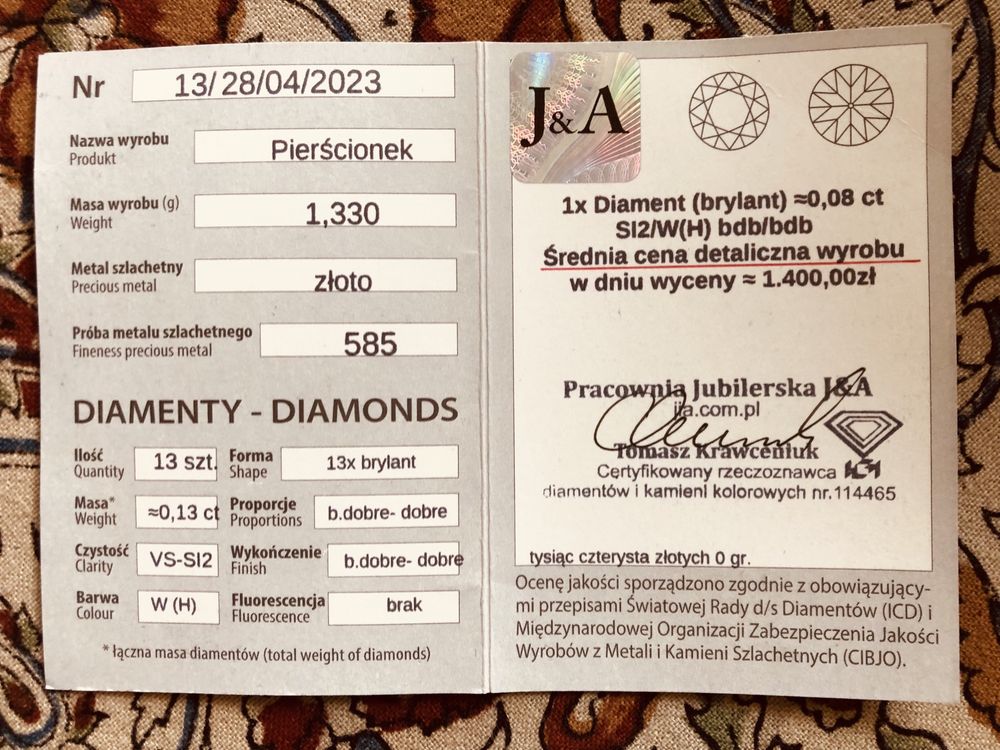 Nr 13/28/04/2023
Nazwa wyrobu
Produkt
Pierścionek
Masa wyrobu (g)
Weight
1,330
Metal szlachetny
Precious metal
złoto
Próba metalu szlachetnego
Fineness precious metal
585
DIAMENTY - DIAMONDS
Ilość
Quantity
13 szt.
Forma
Shape
13x brylant
Masa*
Weight
≈0,13 ct
Proporcje
Proportions
b.dobre- dobre
Czystość
Clarity
VS-SI2
Wykończenie
Finish
b.dobre- dobre
Barwa
Colour
W (H)
Fluorescencja
Fluorescence
brak
* łączna masa diamentów (total weight of diamonds)
J&A
1x Diament (brylant) ≈0,08 ct
SI2/W(H) bdb/bdb
Średnia cena detaliczna wyrobu
w dniu wyceny ≈ 1.400,00zł
Pracownia Jubilerska J&A
jia.com.pl
Tomasz Krawceniuk
Certyfikowany rzeczoznawca
diamentów i kamieni kolorowych nr.114465
tysiąc czterysta złotych 0 gr.
Ocenę jakości sporządzono zgodnie z obowiązujący-
mi przepisami Światowej Rady d/s Diamentów (ICD) i
Międzynarodowej Organizacji Zabezpieczenia Jakości
Wyrobów z Metali i Kamieni Szlachetnych (CIBJO).